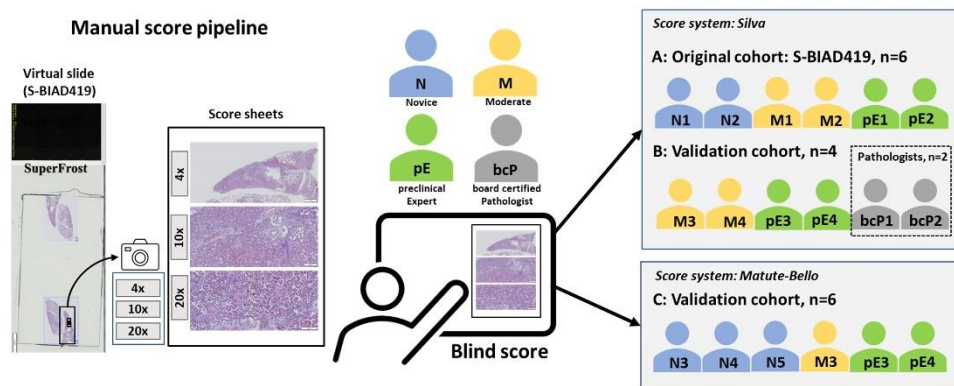 Manual score pipeline
Virtual slide
(S-BIAD419)
SuperFrost
4x
10x
20x
Score sheets
4x
10x
20x
N
Novice
M
Moderate
pE
preclinical
Expert
bcP
board certified
Pathologist
Blind score
Score system: Silva
A: Original cohort: S-BIAD419, n=6
N1 N2 M1 M2 pE1 pE2
B: Validation cohort, n=4
Pathologists, n=2
M3 M4 pE3 pE4 bcP1 bcP2
Score system: Matute-Bello
C: Validation cohort, n=6
N3 N4 N5 M3 pE3 pE4